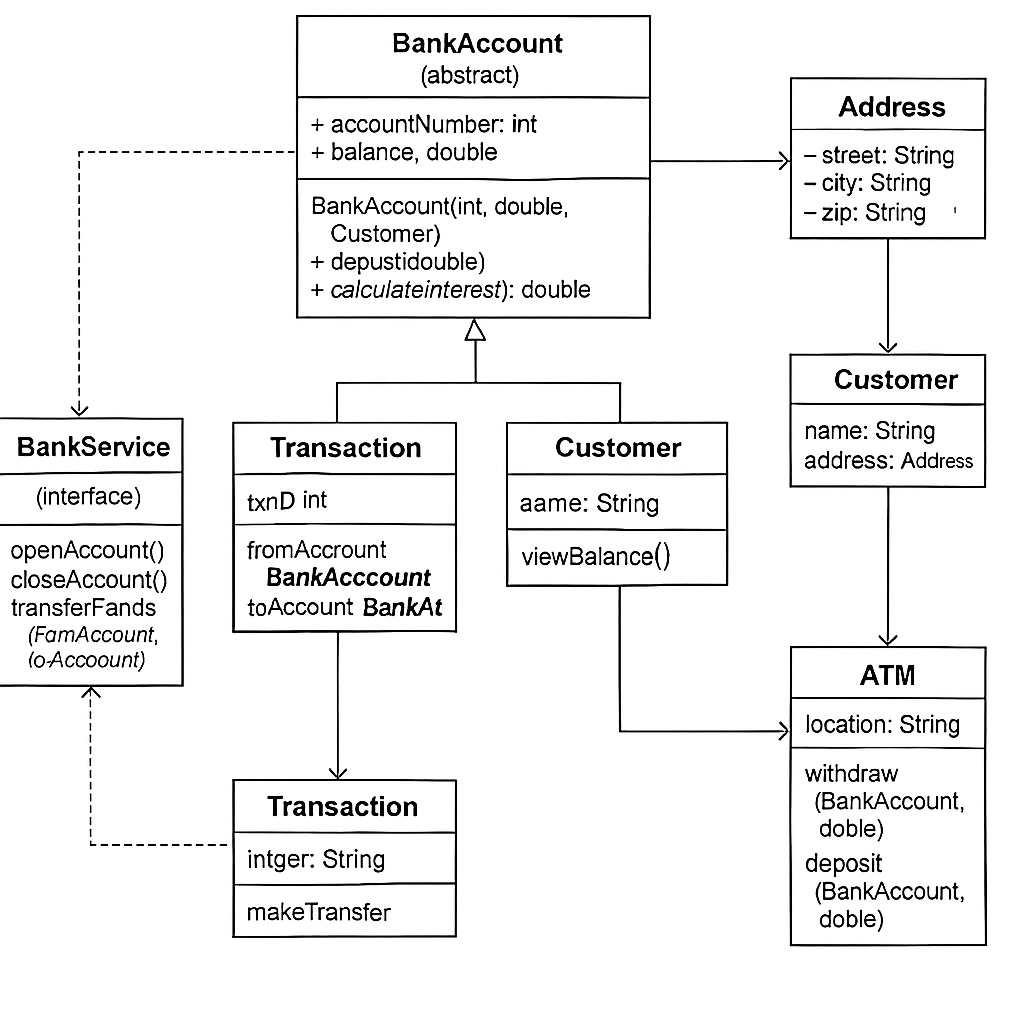 BankAccount
(abstract)
+ accountNumber: int
+ balance, double
BankAccount(int, double,
Customer)
+ depustidouble)
+ calculateinterest): double
Address
– street: String
– city: String
– zip: String
Customer
name: String
address: Address
BankService
(interface)
openAccount()
closeAccount()
transferFands
(FamAccount,
(o-Accoount)
Transaction
txnD int
fromAccrount
BankAcccount
toAccount BankAt
Customer
aame: String
viewBalance()
ATM
location: String
withdraw
(BankAccount,
doble)
deposit
(BankAccount,
doble)
Transaction
intger: String
makeTransfer